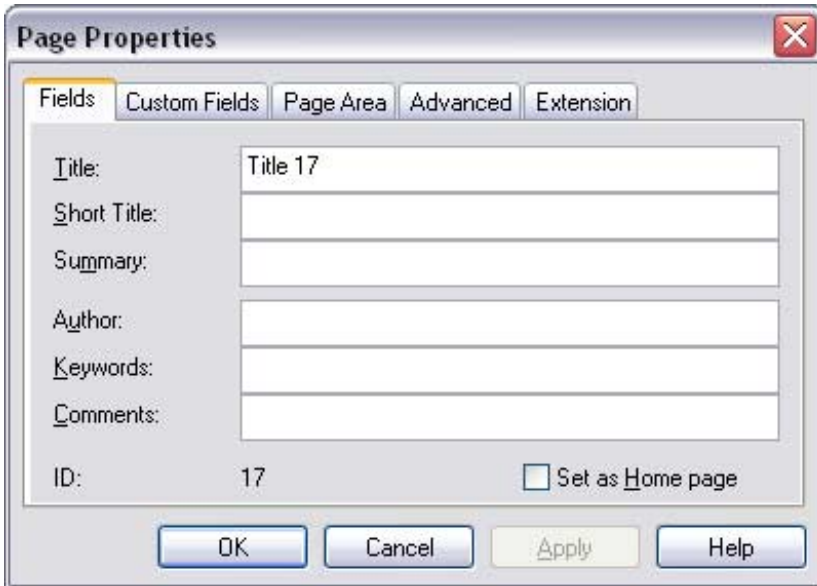 Page Properties
Fields Custom Fields Page Area Advanced Extension
Title: Title 17
Short Title:
Summary:
Author:
Keywords:
Comments:
ID: 17 Set as Home page
OK Cancel Apply Help